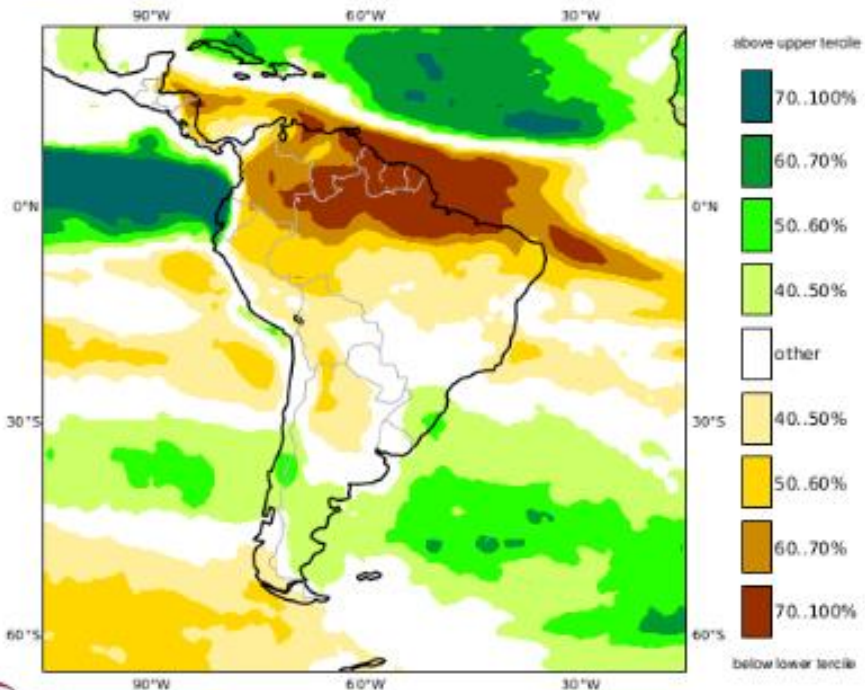 90°W 60°W 30°W
above upper tercile
70..100%
60..70%
50..60%
0°N 0°N
40..50%
other
40..50%
30°S 30°S
50..60%
60..70%
70..100%
60°S 60°S
below lower tercile
90°W 60°W 30°W